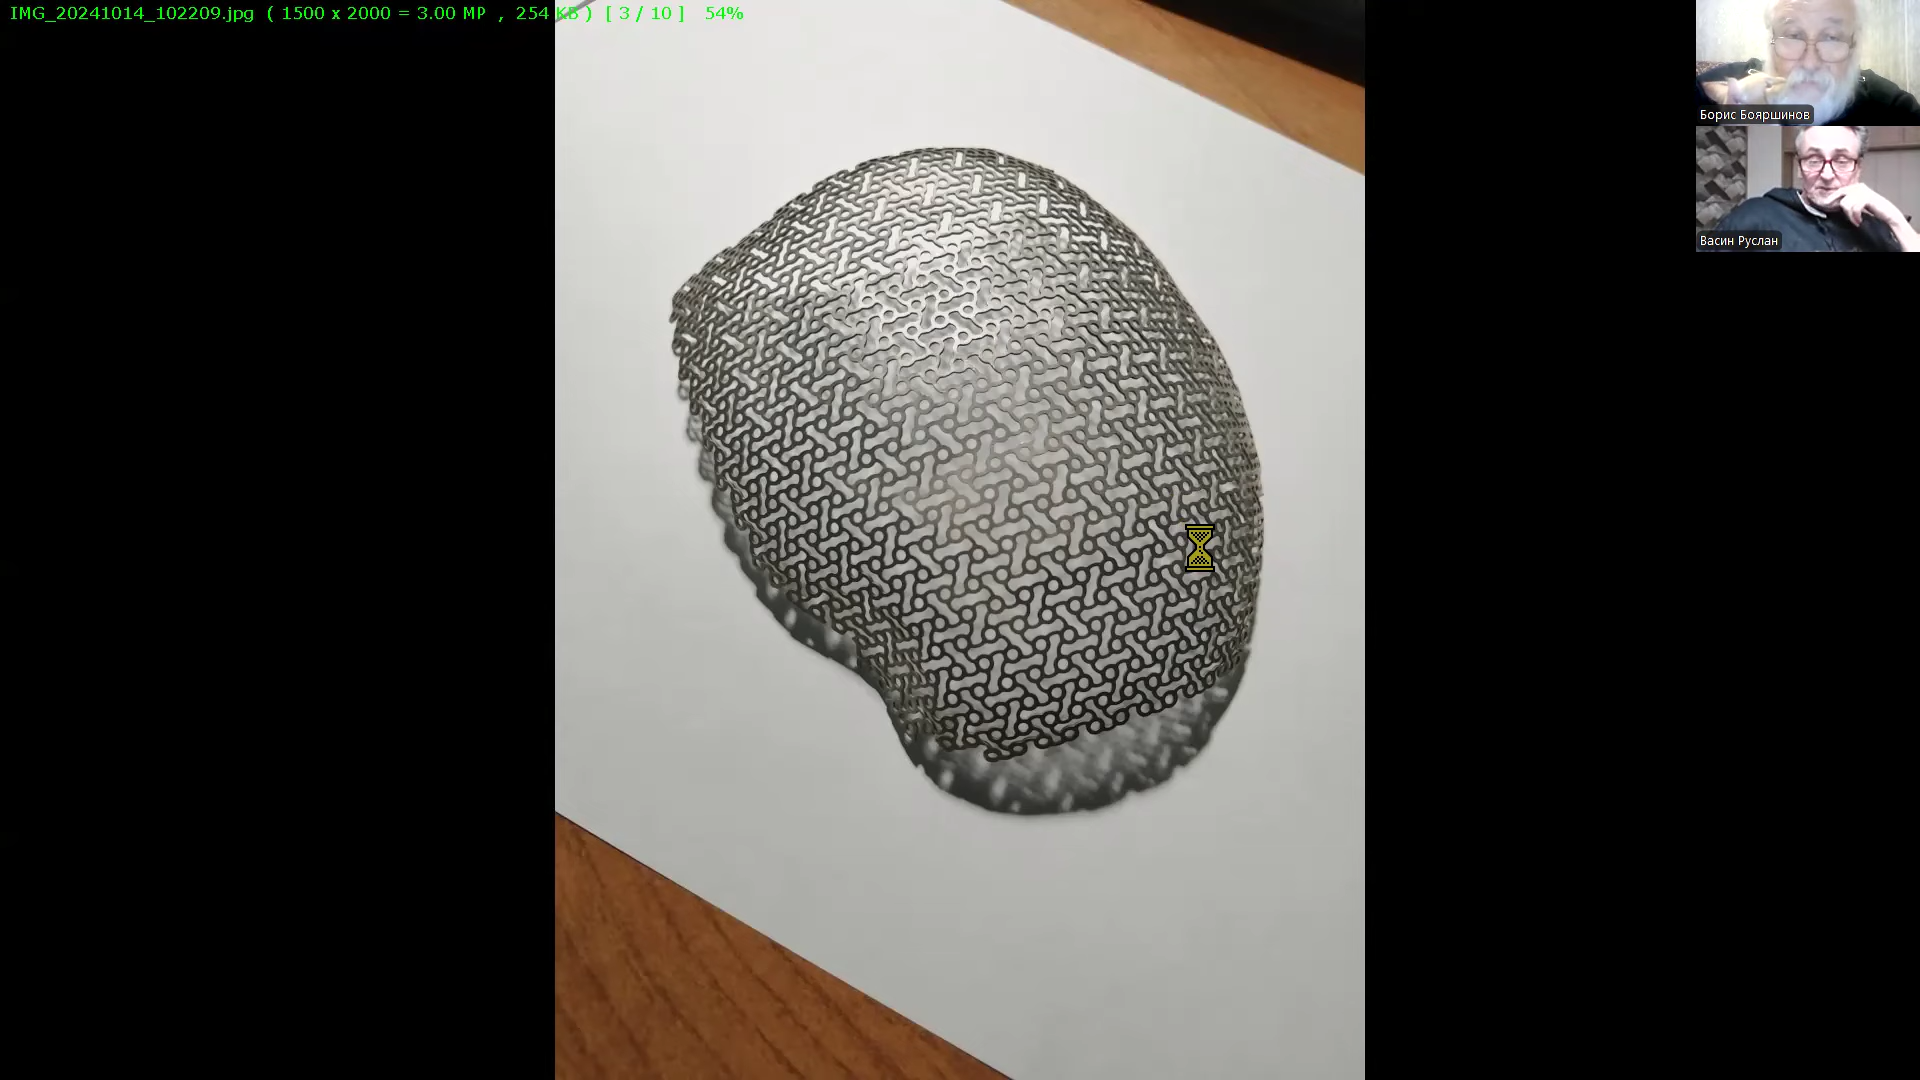 IMG_20241014_102209.jpg ( 1500 x 2000 = 3.00 MP , 254 KB ) [ 3 / 10 ] 54%
Борис Бояршинов
Васин Руслан